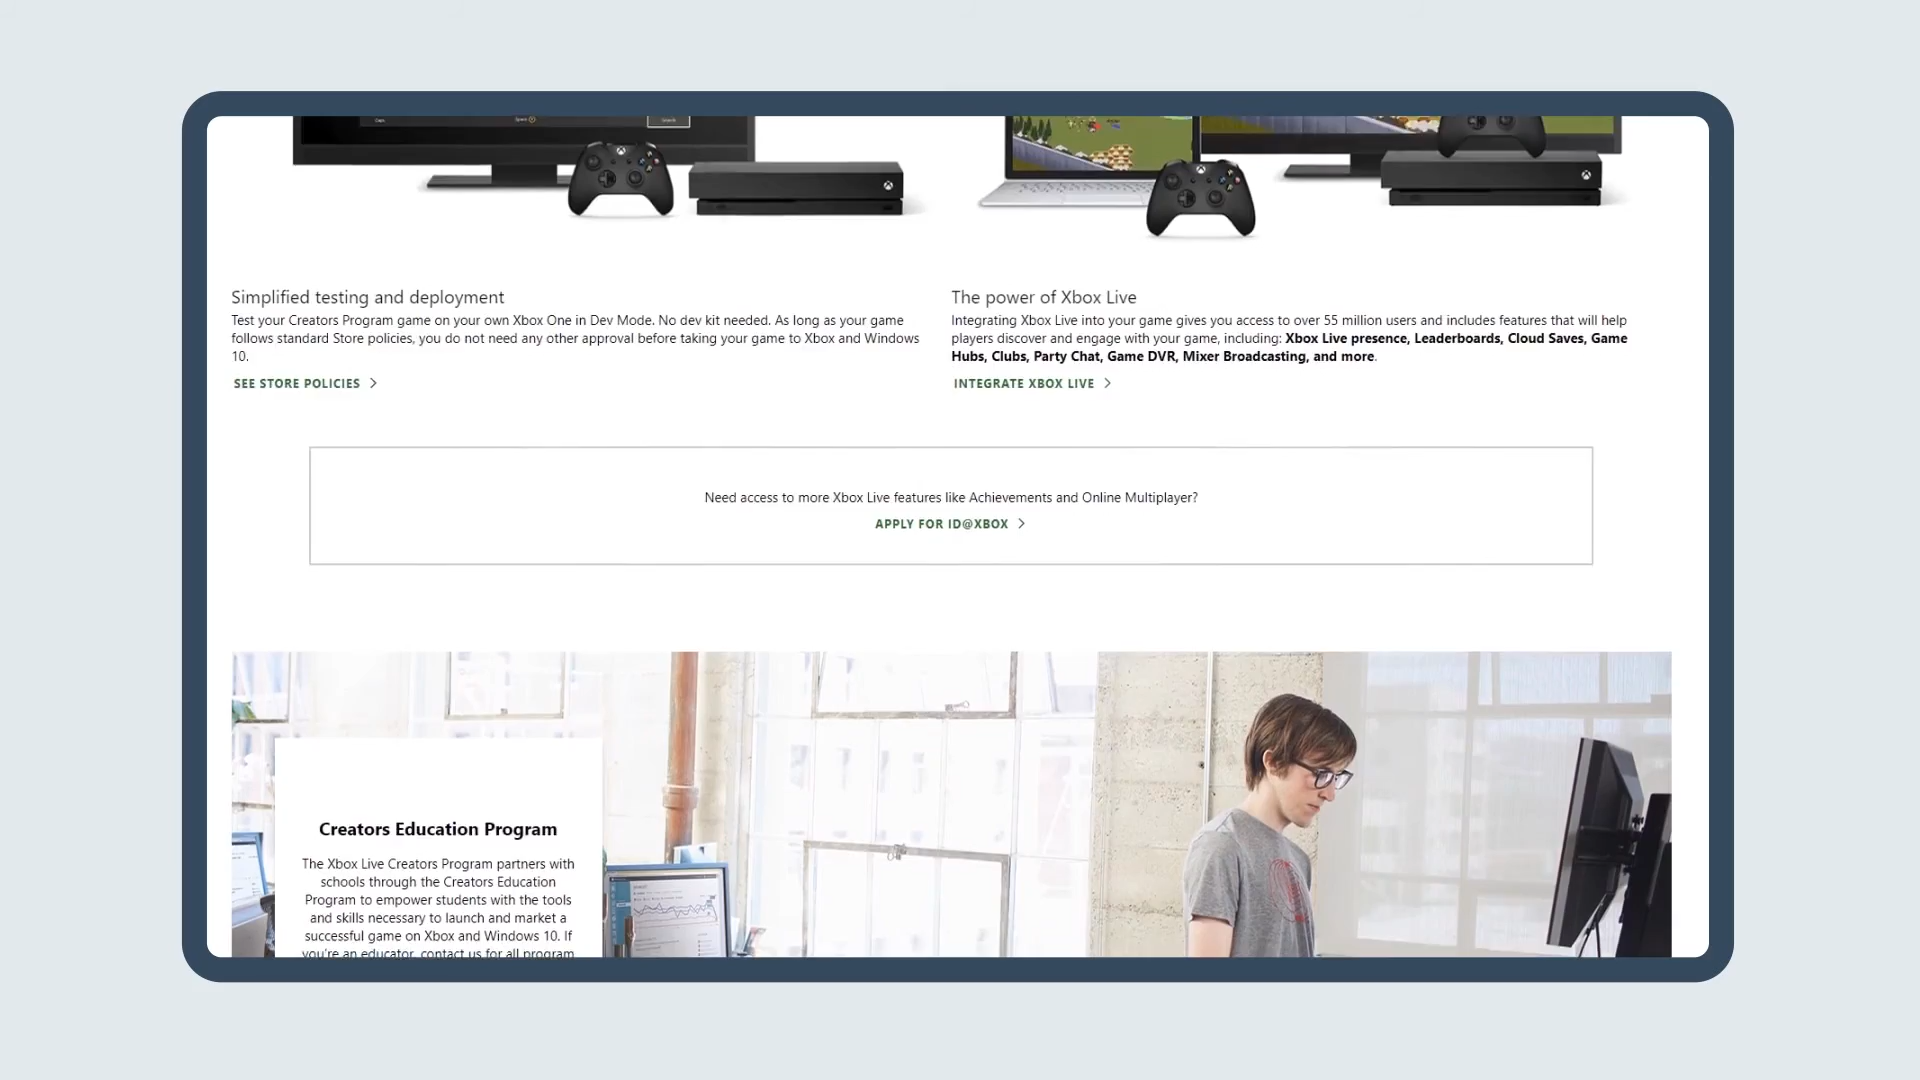 Simplified testing and deployment
Test your Creators Program game on your own Xbox One in Dev Mode. No dev kit needed. As long as your game
follows standard Store policies, you do not need any other approval before taking your game to Xbox and Windows
10.
SEE STORE POLICIES
The power of Xbox Live
Integrating Xbox Live into your game gives you access to over 55 million users and includes features that will help
players discover and engage with your game, including: Xbox Live presence, Leaderboards, Cloud Saves, Game
Hubs, Clubs, Party Chat, Game DVR, Mixer Broadcasting, and more.
INTEGRATE XBOX LIVE
Need access to more Xbox Live features like Achievements and Online Multiplayer?
APPLY FOR ID@XBOX
Creators Education Program
The Xbox Live Creators Program partners with
schools through the Creators Education
Program to empower students with the tools
and skills necessary to launch and market a
successful game on Xbox and Windows 10. If
you're an educator, contact us for all program